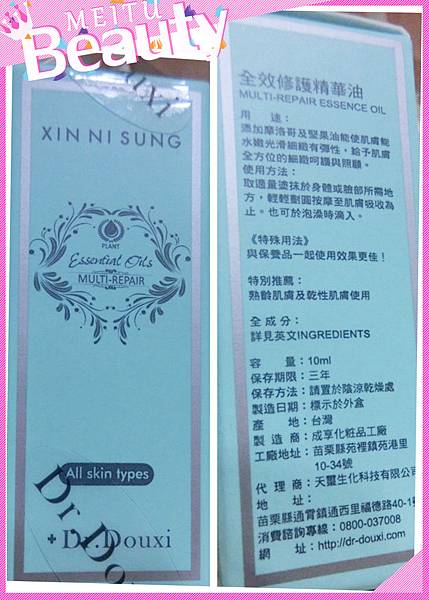 MEITU
Beauty
Dr.Douxi
XIN NI SUNG
PLANT
Essential Oils
MULTI-REPAIR
All skin types
Dr.Douxi
+Dr.Douxi
全效修護精華油
MULTI-REPAIR ESSENCE OIL
用　途：
添加摩洛哥及堅果油能使肌膚能
水嫩光滑細緻有彈性，給予肌膚
全方位的細緻呵護與照顧。
使用方法：
取適量塗抹於身體或臉部所需地
方，輕輕劃圓按摩至肌膚吸收為
止。也可於泡澡時滴入。
《特殊用法》
與保養品一起使用效果更佳！
特別推薦：
熟齡肌膚及乾性肌膚使用
全成分：
詳見英文INGREDIENTS
容　量：10ml
保存期限：三年
保存方法：請置於陰涼乾燥處
製造日期：標示於外盒
產　地：台灣
製造商：成享化粧品工廠
工廠地址：苗栗縣苑裡鎮苑港里
10-34號
代理商：天璽生化科技有限公司
地　址：
苗栗縣通霄鎮通西里福德路40-1號
消費諮詢專線：0800-037008
網　址：http://dr-douxi.com